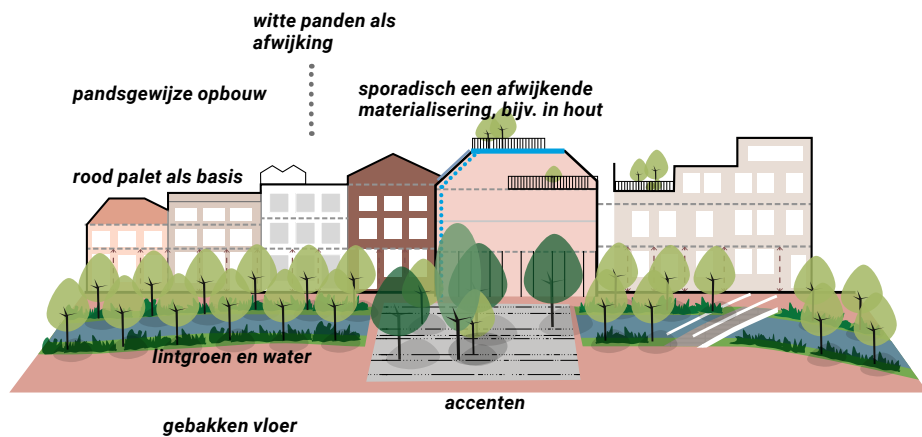 witte panden als
afwijking
pandsgewijze opbouw
sporadisch een afwijkende
materialisering, bijv. in hout
rood palet als basis
lintgroen en water
accenten
gebakken vloer